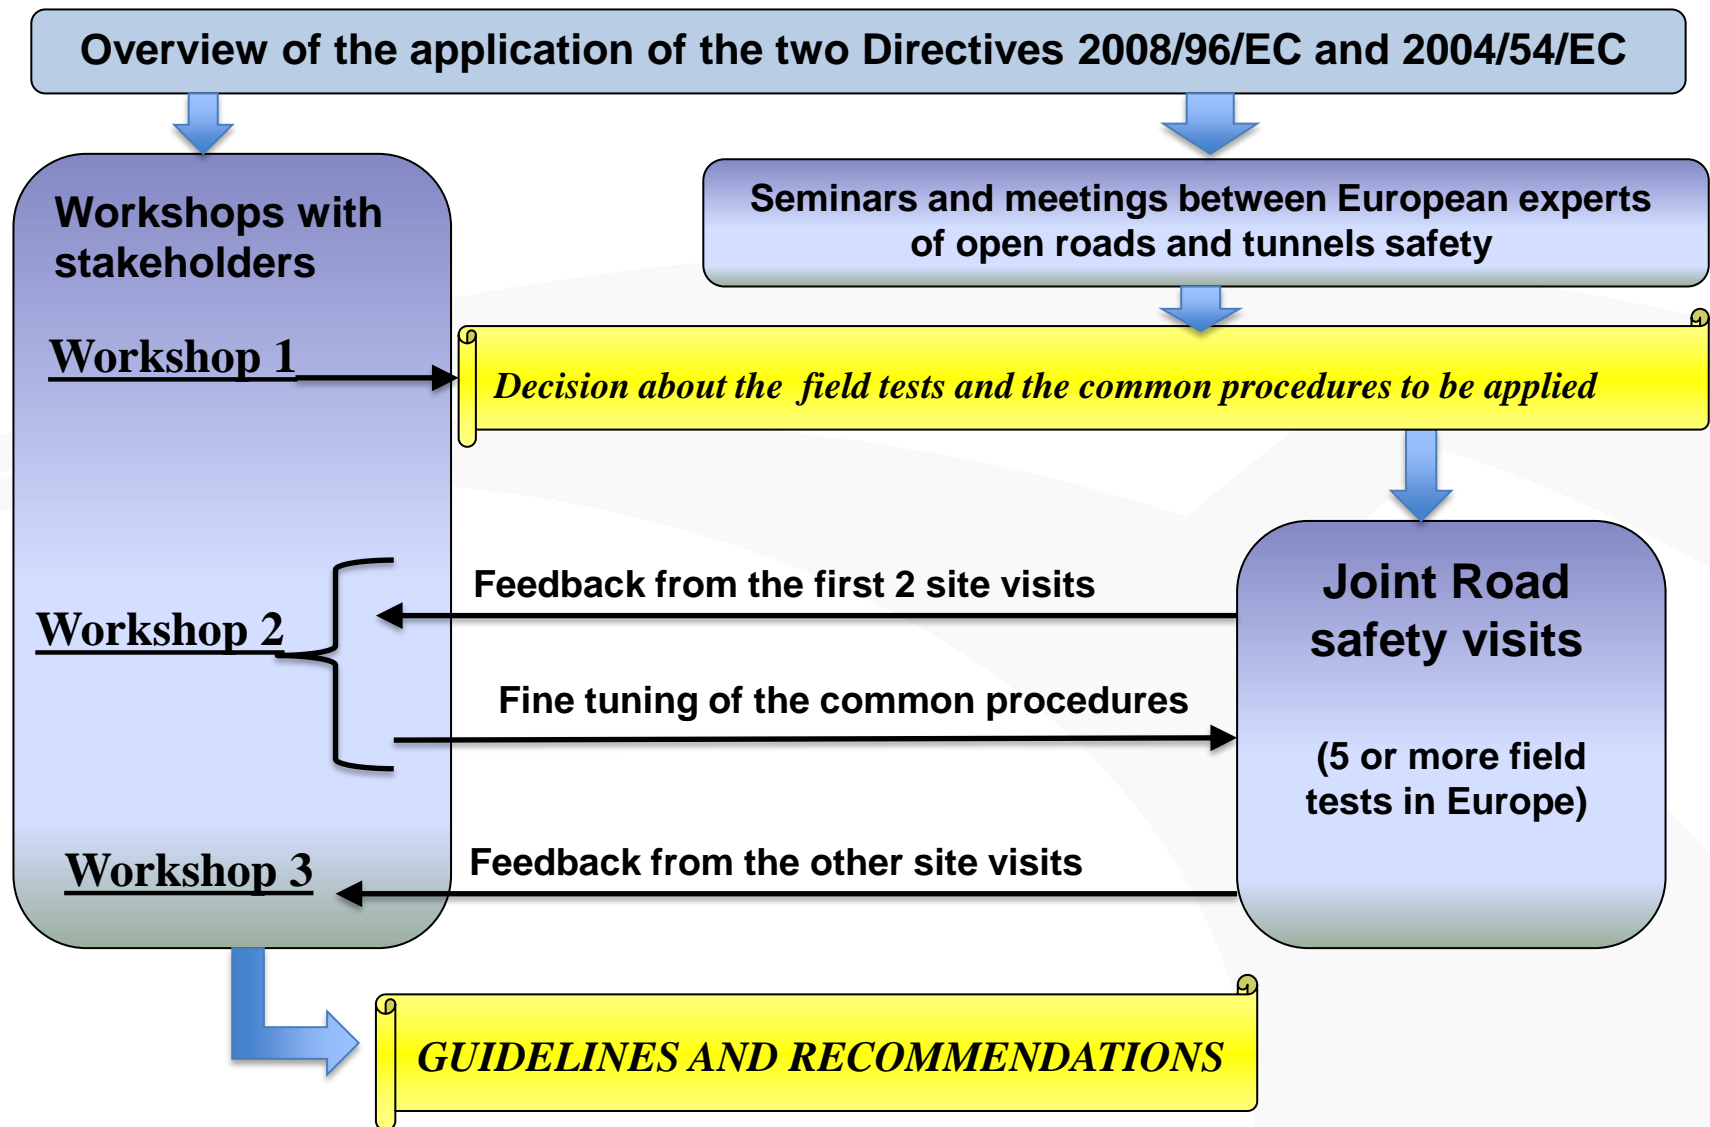 Overview of the application of the two Directives 2008/96/EC and 2004/54/EC
Workshops with
stakeholders
Seminars and meetings between European experts
of open roads and tunnels safety
Workshop 1
Decision about the field tests and the common procedures to be applied
Joint Road
safety visits
(5 or more field
tests in Europe)
Feedback from the first 2 site visits
Workshop 2
Fine tuning of the common procedures
Workshop 3
Feedback from the other site visits
GUIDELINES AND RECOMMENDATIONS